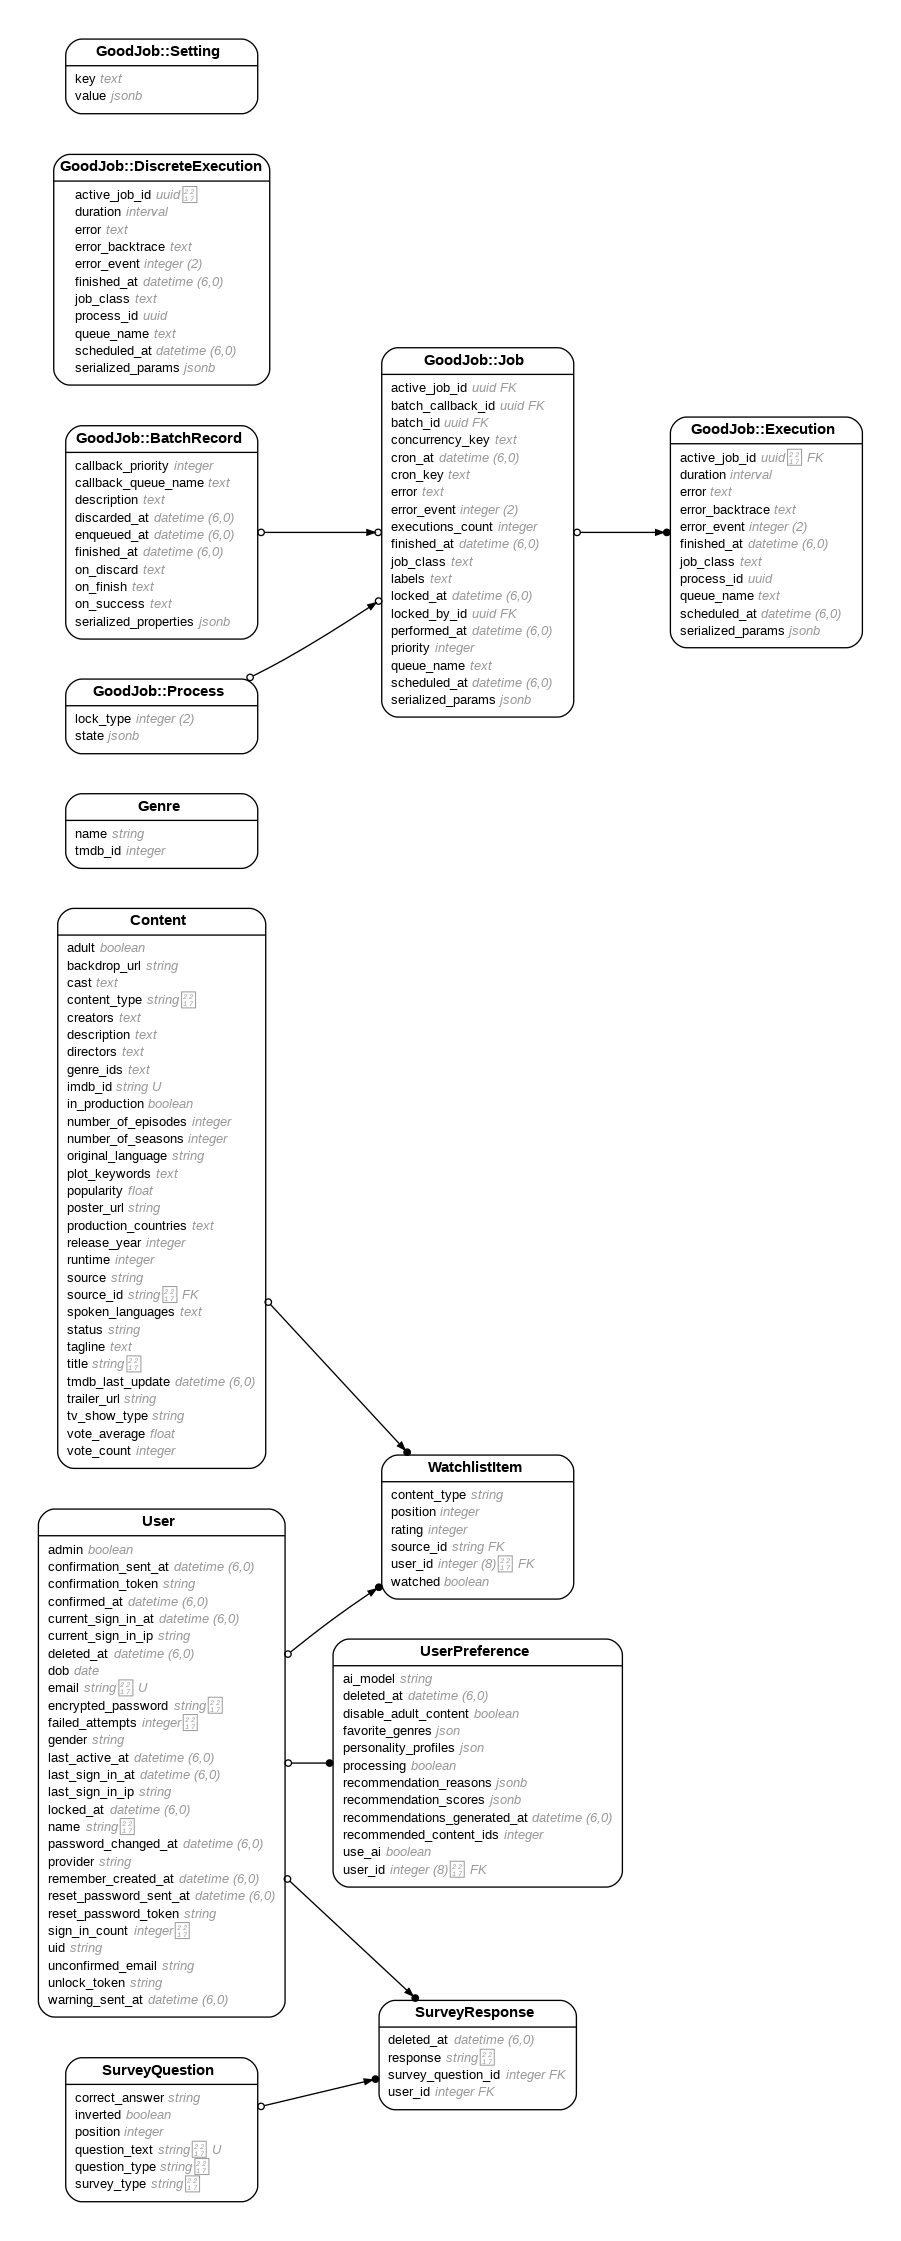 GoodJob::Setting
key text
value jsonb
GoodJob::DiscreteExecution
active_job_id uuid 2217
duration interval
error text
error_backtrace text
error_event integer (2)
finished_at datetime (6,0)
job_class text
process_id uuid
queue_name text
scheduled_at datetime (6,0)
serialized_params jsonb
GoodJob::BatchRecord
callback_priority integer
callback_queue_name text
description text
discarded_at datetime (6,0)
enqueued_at datetime (6,0)
finished_at datetime (6,0)
on_discard text
on_finish text
on_success text
serialized_properties jsonb
GoodJob::Process
lock_type integer (2)
state jsonb
GoodJob::Job
active_job_id uuid FK
batch_callback_id uuid FK
batch_id uuid FK
concurrency_key text
cron_at datetime (6,0)
cron_key text
error text
error_event integer (2)
executions_count integer
finished_at datetime (6,0)
job_class text
labels text
locked_at datetime (6,0)
locked_by_id uuid FK
performed_at datetime (6,0)
priority integer
queue_name text
scheduled_at datetime (6,0)
serialized_params jsonb
GoodJob::Execution
active_job_id uuid 2217 FK
duration interval
error text
error_backtrace text
error_event integer (2)
finished_at datetime (6,0)
job_class text
process_id uuid
queue_name text
scheduled_at datetime (6,0)
serialized_params jsonb
Genre
name string
tmdb_id integer
Content
adult boolean
backdrop_url string
cast text
content_type string 2217
creators text
description text
directors text
genre_ids text
imdb_id string U
in_production boolean
number_of_episodes integer
number_of_seasons integer
original_language string
plot_keywords text
popularity float
poster_url string
production_countries text
release_year integer
runtime integer
source string
source_id string 2217 FK
spoken_languages text
status string
tagline text
title string 2217
tmdb_last_update datetime (6,0)
trailer_url string
tv_show_type string
vote_average float
vote_count integer
WatchlistItem
content_type string
position integer
rating integer
source_id string FK
user_id integer (8) 2217 FK
watched boolean
User
admin boolean
confirmation_sent_at datetime (6,0)
confirmation_token string
confirmed_at datetime (6,0)
current_sign_in_at datetime (6,0)
current_sign_in_ip string
deleted_at datetime (6,0)
dob date
email string 2217 U
encrypted_password string 2217
failed_attempts integer 2217
gender string
last_active_at datetime (6,0)
last_sign_in_at datetime (6,0)
last_sign_in_ip string
locked_at datetime (6,0)
name string 2217
password_changed_at datetime (6,0)
provider string
remember_created_at datetime (6,0)
reset_password_sent_at datetime (6,0)
reset_password_token string
sign_in_count integer 2217
uid string
unconfirmed_email string
unlock_token string
warning_sent_at datetime (6,0)
UserPreference
ai_model string
deleted_at datetime (6,0)
disable_adult_content boolean
favorite_genres json
personality_profiles json
processing boolean
recommendation_reasons jsonb
recommendation_scores jsonb
recommendations_generated_at datetime (6,0)
recommended_content_ids integer
use_ai boolean
user_id integer (8) 2217 FK
SurveyResponse
deleted_at datetime (6,0)
response string 2217
survey_question_id integer FK
user_id integer FK
SurveyQuestion
correct_answer string
inverted boolean
position integer
question_text string 2217 U
question_type string 2217
survey_type string 2217